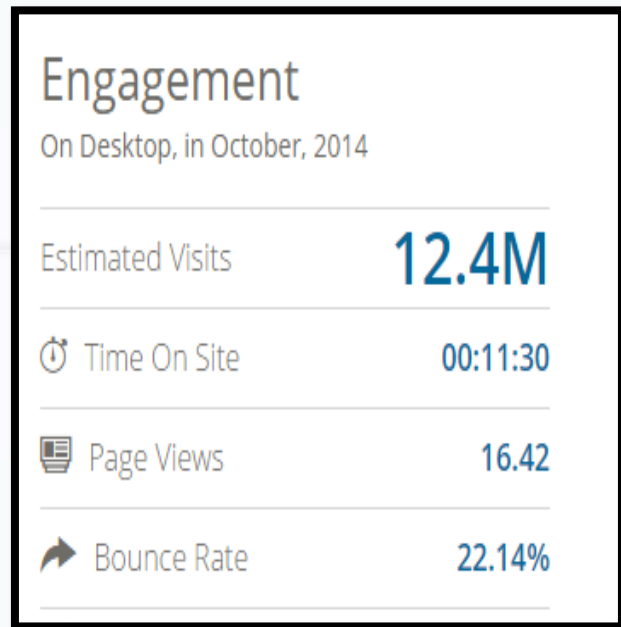 Engagement
On Desktop, in October, 2014
Estimated Visits 12.4M
Time On Site 00:11:30
Page Views 16.42
Bounce Rate 22.14%